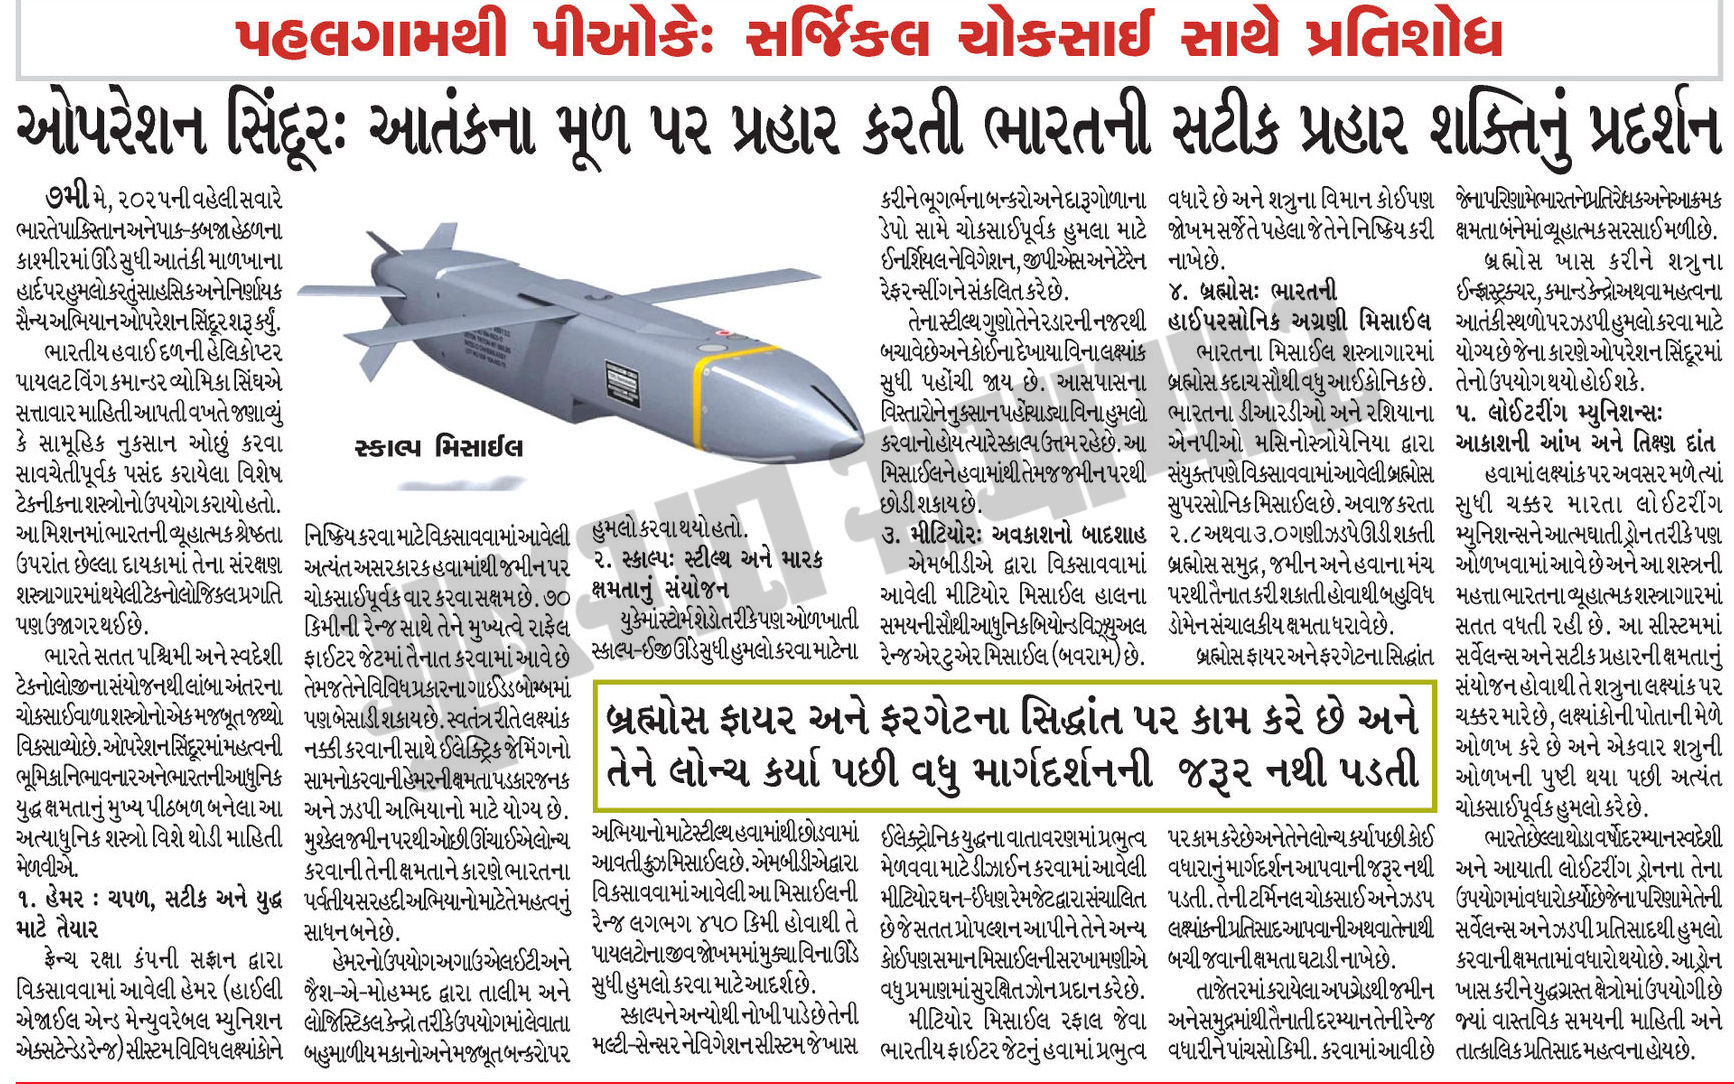 પહલગામથી પીઓકેઃ સર્જિકલ ચોકસાઈ સાથે પ્રતિશોધ
ઓપરેશન સિંદૂરઃ આતંકના મૂળ પર પ્રહાર કરતી ભારતની સટીક પ્રહાર શક્તિનું પ્રદર્શન
૭મી મે, ૨૦૨૫ની વહેલી સવારે
ભારતે પાકિસ્તાન અને પાક-કબજા હેઠળના
કાશ્મીરમાં ઊંડે સુધી આતંકી માળખાના
હાર્દ પર હુમલો કરતું સાહસિક અને નિર્ણાયક
સૈન્ય અભિયાન ઓપરેશન સિંદૂર શરૂ કર્યું.
ભારતીય હવાઈ દળની હેલિકોપ્ટર
પાયલટ વિંગ કમાન્ડર વ્યોમિકા સિંઘએ
સત્તાવાર માહિતી આપતી વખતે જણાવ્યું
કે સામૂહિક નુકસાન ઓછું કરવા
સાવચેતીપૂર્વક પસંદ કરાયેલા વિશેષ
ટેકનીકના શસ્ત્રોનો ઉપયોગ કરાયો હતો.
આ મિશનમાં ભારતની વ્યૂહાત્મક શ્રેષ્ઠતા
ઉપરાંત છેલ્લા દાયકામાં તેના સંરક્ષણ
શસ્ત્રાગારમાં થયેલી ટેકનોલોજિકલ પ્રગતિ
પણ ઉજાગર થઈ છે.
ભારતે સતત પશ્ચિમી અને સ્વદેશી
ટેકનોલોજીના સંયોજનથી લાંબા અંતરના
ચોકસાઈવાળા શસ્ત્રોનો એક મજબૂત જથ્થો
વિકસાવ્યો છે. ઓપરેશન સિંદૂરમાં મહત્વની
ભૂમિકા નિભાવનાર અને ભારતની આધુનિક
યુદ્ધ ક્ષમતાનું મુખ્ય પીઠબળ બનેલા આ
અત્યાધુનિક શસ્ત્રો વિશે થોડી માહિતી
મેળવીએ.
૧. હેમર : ચપળ, સટીક અને યુદ્ધ
માટે તૈયાર
ફ્રેન્ચ રક્ષા કંપની સફ્રાન દ્વારા
વિકસાવવામાં આવેલી હેમર (હાઈલી
એજાઈલ એન્ડ મેન્યુવરેબલ મ્યુનિશન
એક્સટેન્ડેડ રેન્જ) સીસ્ટમ વિવિધ લક્ષ્યાંકોને
સ્કાલ્પ મિસાઈલ
નિષ્ક્રિય કરવા માટે વિકસાવવામાં આવેલી
અત્યંત અસરકારક હવામાંથી જમીન પર
ચોકસાઈપૂર્વક વાર કરવા સક્ષમ છે. ૭૦
કિમીની રેન્જ સાથે તેને મુખ્યત્વે રાફેલ
ફાઈટર જેટમાં તૈનાત કરવામાં આવે છે
તેમજ તેને વિવિધ પ્રકારના ગાઈડેડ બોમ્બમાં
પણ બેસાડી શકાય છે. સ્વતંત્ર રીતે લક્ષ્યાંક
નક્કી કરવાની સાથે ઈલેક્ટ્રિક જેમિંગનો
સામનો કરવાની હેમરની ક્ષમતા પડકારજનક
અને ઝડપી અભિયાનો માટે યોગ્ય છે.
મુશ્કેલ જમીન પરથી ઓછી ઊંચાઈએ લોન્ચ
કરવાની તેની ક્ષમતાને કારણે ભારતના
પર્વતીય સરહદી અભિયાનો માટે તે મહત્વનું
સાધન બને છે.
હેમરનો ઉપયોગ અગાઉ એલઈટી અને
જૈશ-એ-મોહમ્મદ દ્વારા તાલીમ અને
લોજિસ્ટિક્લ કેન્દ્રો તરીકે ઉપયોગમાં લેવાતા
બહુમાળીય મકાનો અને મજબૂત બન્કરો પર
હુમલો કરવા થયો હતો.
૨. સ્કાલ્પઃ સ્ટીલ્થ અને મારક
ક્ષમતાનું સંયોજન
યુકેમાં સ્ટોર્મ શેડો તરીકે પણ ઓળખાતી
સ્કાલ્પ-ઈજી ઊંડે સુધી હુમલા કરવા માટેના
અભિયાનો માટે સ્ટીલ્થ હવામાંથી છોડવામાં
આવતી ક્રુઝ મિસાઈલ છે. એમબીડીએ દ્વારા
વિકસાવવામાં આવેલી આ મિસાઈલની
રેન્જ લગભગ ૪૫૦ કિમી હોવાથી તે
પાયલટોના જીવ જોખમમાં મુક્યા વિના ઊંડે
સુધી હુમલો કરવા માટે આદર્શ છે.
સ્કાલ્પને અન્યોથી નોખી પાડે છે તેની
મલ્ટી-સેન્સર નેવિગેશન સીસ્ટમ જે ખાસ
કરીને ભૂગર્ભના બન્કરો અને દારૂગોળાના
ડેપો સામે ચોકસાઈપૂર્વક હુમલા માટે
ઈનર્શિયલ નેવિગેશન, જીપીએસ અને ટેરેન
રેફરન્સીંગને સંકલિત કરે છે.
તેના સ્ટીલ્થ ગુણો તેને રડારની નજરથી
બચાવે છે અને કોઈના દેખાયા વિના લક્ષ્યાંક
સુધી પહોંચી જાય છે. આસપાસના
વિસ્તારોને નુકસાન પહોંચાડ્યા વિના હુમલો
કરવાનો હોય ત્યારે સ્કાલ્પ ઉત્તમ રહે છે. આ
મિસાઈલને હવામાંથી તેમજ જમીન પરથી
છોડી શકાય છે.
૩. મીટિયોરઃ અવકાશનો બાદશાહ
એમબીડીએ દ્વારા વિકસાવવામાં
આવેલી મીટિયોર મિસાઈલ હાલના
સમયની સૌથી આધુનિક બિયોન્ડ વિઝ્યુઅલ
રેન્જ એર ટુ એર મિસાઈલ (બવરામ) છે.
બ્રહ્મોસ ફાયર અને ફરગેટના સિદ્ધાંત પર કામ કરે છે અને
તેને લોન્ચ કર્યા પછી વધુ માર્ગદર્શનની જરૂર નથી પડતી
ઈલેક્ટ્રોનિક યુદ્ધના વાતાવરણમાં પ્રભુત્વ
મેળવવા માટે ડીઝાઈન કરવામાં આવેલી
મીટિયોર ઘન-ઈંધણ રેમજેટ દ્વારા સંચાલિત
છે જે સતત પ્રોપલ્શન આપીને તેને અન્ય
કોઈપણ સમાન મિસાઈલની સરખામણીએ
વધુ પ્રમાણમાં સુરક્ષિત ઝોન પ્રદાન કરે છે.
મીટિયોર મિસાઈલ રફાલ જેવા
ભારતીય ફાઈટર જેટનું હવામાં પ્રભુત્વ
વધારે છે અને શત્રુના વિમાન કોઈપણ
જોખમ સર્જે તે પહેલા જે તેને નિષ્ક્રિય કરી
નાખે છે.
૪. બ્રહ્મોસઃ ભારતની
હાઈપરસોનિક અગ્રણી મિસાઈલ
ભારતના મિસાઈલ શસ્ત્રાગારમાં
બ્રહ્મોસ કદાચ સૌથી વધુ આઈકોનિક છે.
ભારતના ડીઆરડીઓ અને રશિયાના
એનપીઓ મસિનોસ્ત્રોયેનિયા દ્વારા
સંયુક્તપણે વિકસાવવામાં આવેલી બ્રહ્મોસ
સુપરસોનિક મિસાઈલ છે. અવાજ કરતા
૨.૮ અથવા ૩.૦ ગણી ઝડપે ઊડી શકતી
બ્રહ્મોસ સમુદ્ર, જમીન અને હવાના મંચ
પરથી તૈનાત કરી શકાતી હોવાથી બહુવિધ
ડોમેન સંચાલકીય ક્ષમતા ધરાવે છે.
બ્રહ્મોસ ફાયર અને ફરગેટના સિદ્ધાંત
પર કામ કરે છે અને તેને લોન્ચ કર્યા પછી કોઈ
વધારાનું માર્ગદર્શન આપવાની જરૂર નથી
પડતી. તેની ટર્મિનલ ચોકસાઈ અને ઝડપ
લક્ષ્યાંકની પ્રતિસાદ આપવાની અથવા તેનાથી
બચી જવાની ક્ષમતા ઘટાડી નાખે છે.
તાજેતરમાં કરાયેલા અપગ્રેડથી જમીન
અને સમુદ્રમાંથી તૈનાતી દરમ્યાન તેની રેન્જ
વધારીને પાંચસો કિમી. કરવામાં આવી છે
જેના પરિણામે ભારતને પ્રતિરોધક અને આક્રમક
ક્ષમતા બંનેમાં વ્યૂહાત્મક સરસાઈ મળી છે.
બ્રહ્મોસ ખાસ કરીને શત્રુના
ઈન્ફ્રાસ્ટ્રક્ચર, કમાન્ડ કેન્દ્રો અથવા મહત્વના
આતંકી સ્થળો પર ઝડપી હુમલો કરવા માટે
યોગ્ય છે જેના કારણે ઓપરેશન સિંદૂરમાં
તેનો ઉપયોગ થયો હોઈ શકે.
૫. લોઈટરીંગ મ્યુનિશન્સઃ
આકાશની આંખ અને તિક્ષ્ણ દાંત
હવામાં લક્ષ્યાંક પર અવસર મળે ત્યાં
સુધી ચક્કર મારતા લોઈટરીંગ
મ્યુનિશન્સને આત્મઘાતી ડ્રોન તરીકે પણ
ઓળખવામાં આવે છે અને આ શસ્ત્રની
મહત્તા ભારતના વ્યૂહાત્મક શસ્ત્રાગારમાં
સતત વધતી રહી છે. આ સીસ્ટમમાં
સર્વેલન્સ અને સટીક પ્રહારની ક્ષમતાનું
સંયોજન હોવાથી તે શત્રુના લક્ષ્યાંક પર
ચક્કર મારે છે, લક્ષ્યાંકોની પોતાની મેળે
ઓળખ કરે છે અને એકવાર શત્રુની
ઓળખની પુષ્ટી થયા પછી અત્યંત
ચોકસાઈપૂર્વક હુમલો કરે છે.
ભારતે છેલ્લા થોડા વર્ષો દરમ્યાન સ્વદેશી
અને આયાતી લોઈટરીંગ ડ્રોનના તેના
ઉપયોગમાં વધારો કર્યો છે જેના પરિણામે તેની
સર્વેલન્સ અને ઝડપી પ્રતિસાદથી હુમલો
કરવાની ક્ષમતામાં વધારો થયો છે. આ ડ્રોન
ખાસ કરીને યુદ્ધગ્રસ્ત ક્ષેત્રોમાં ઉપયોગી છે
જ્યાં વાસ્તવિક સમયની માહિતી અને
તાત્કાલિક પ્રતિસાદ મહત્વના હોય છે.
ગુજરાત સમાચાર